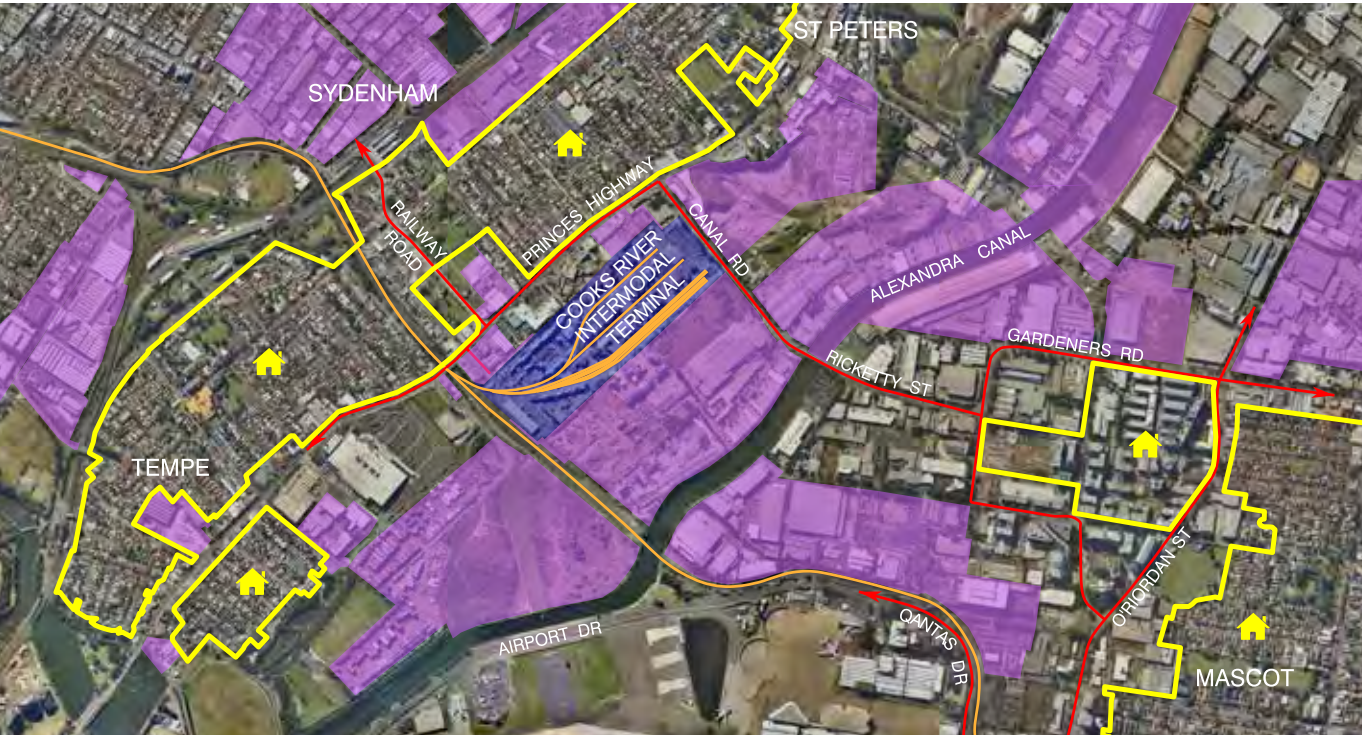 ST PETERS
SYDENHAM
PRINCES HIGHWAY
RAILWAY
ROAD
CANAL RD
COOKS RIVER
INTERMODAL
TERMINAL
ALEXANDRA CANAL
GARDENERS RD
RICKETTY ST
TEMPE
O'RIORDAN ST
QANTAS DR
AIRPORT DR
MASCOT